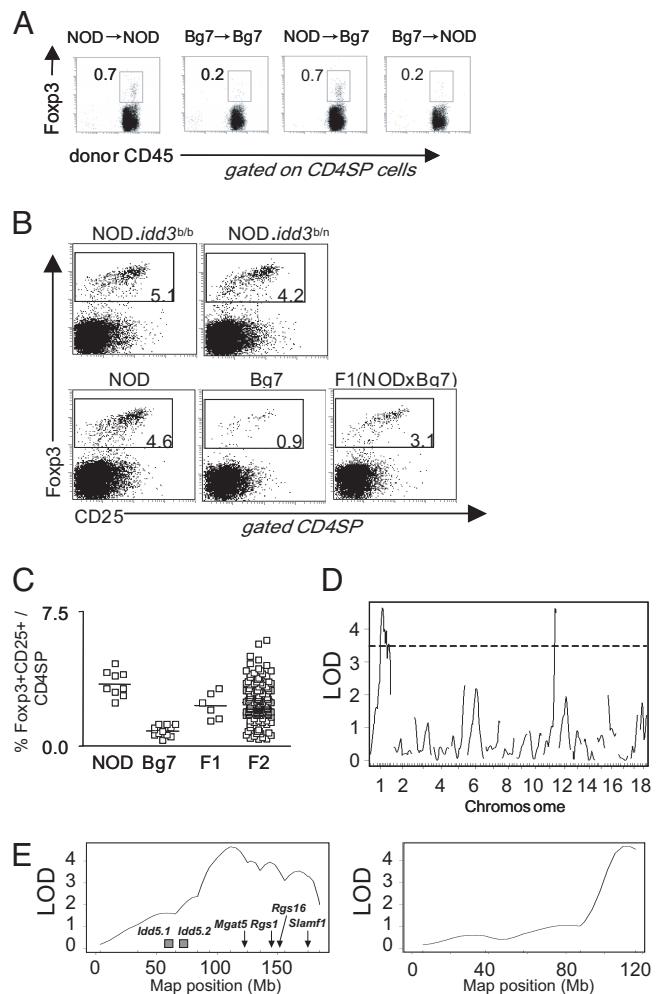 A
NOD→NOD Bg7→Bg7 NOD→Bg7 Bg7→NOD
Foxp3
0.7 0.2 0.7 0.2
donor CD45
gated on CD4SP cells
B
NOD.idd3b/b NOD.idd3b/n
5.1 4.2
NOD Bg7 F1(NODxBg7)
4.6 0.9 3.1
Foxp3
CD25
gated CD4SP
C
% Foxp3+CD25+ /
CD4SP
7.5
0.0
NOD Bg7 F1 F2
D
LOD
4
3
2
1
0
1 2 4 6 8 10 12 14 16 18
Chromosome
E
LOD
4
3
2
1
0
Idd5.1 Idd5.2 Mgat5 Rgs1 Rgs16 Slamf1
0 50 100 150
Map position (Mb)
LOD
4
3
2
1
0
0 40 80 120
Map position (Mb)